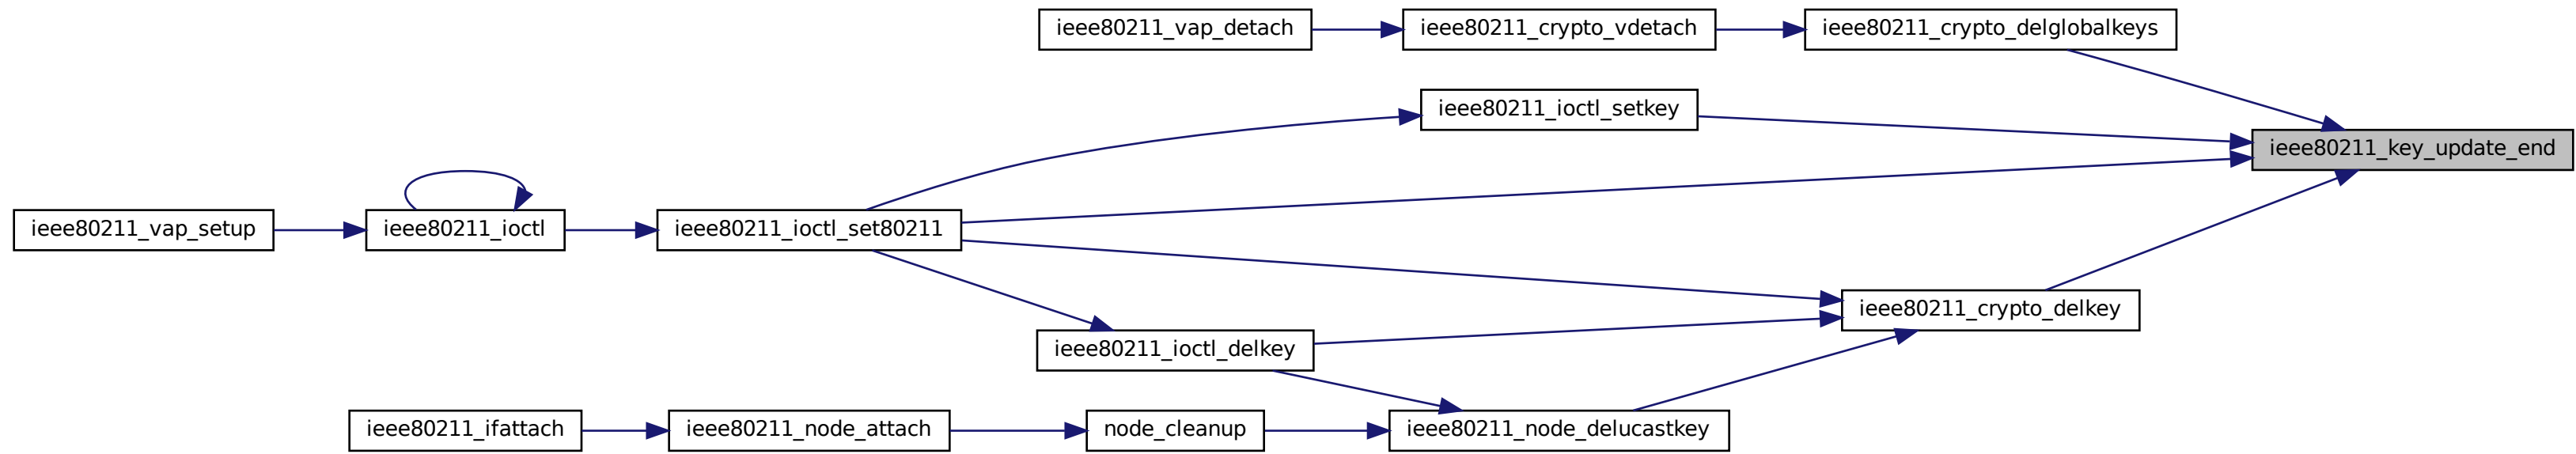 ieee80211_vap_detach
ieee80211_crypto_vdetach
ieee80211_crypto_delglobalkeys
ieee80211_ioctl_setkey
ieee80211_key_update_end
ieee80211_vap_setup
ieee80211_ioctl
ieee80211_ioctl_set80211
ieee80211_crypto_delkey
ieee80211_ioctl_delkey
ieee80211_ifattach
ieee80211_node_attach
node_cleanup
ieee80211_node_delucastkey